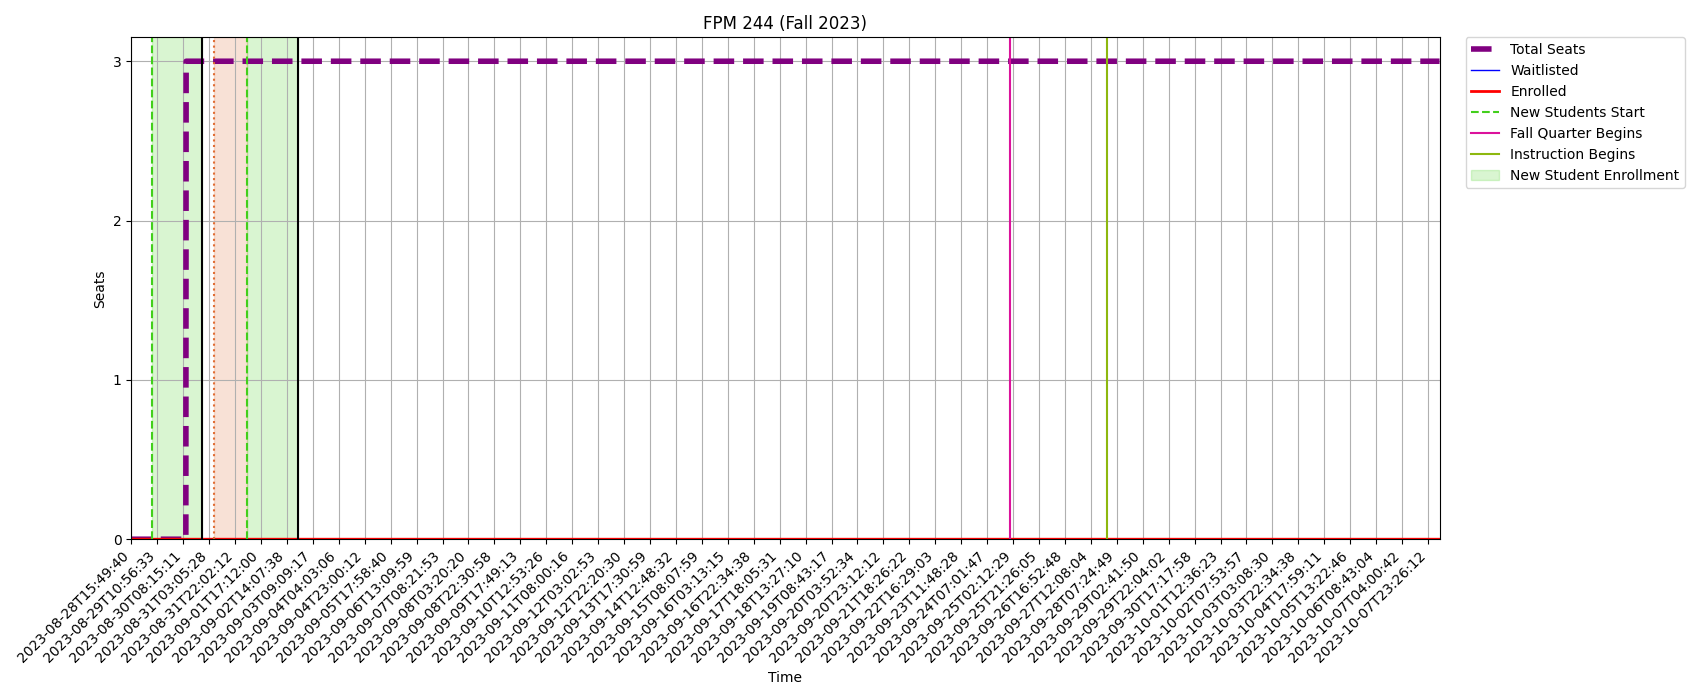 FPM 244 (Fall 2023)
Total Seats
Waitlisted
Enrolled
New Students Start
Fall Quarter Begins
Instruction Begins
New Student Enrollment
Seats
3
2
1
0
2023-08-28T15:49:40
2023-08-29T10:56:33
2023-08-30T08:15:11
2023-08-31T03:05:28
2023-08-31T22:02:12
2023-09-01T17:12:00
2023-09-02T14:07:38
2023-09-03T09:09:17
2023-09-04T04:03:06
2023-09-04T23:00:12
2023-09-05T17:58:40
2023-09-06T13:09:59
2023-09-07T08:21:53
2023-09-08T03:20:20
2023-09-08T22:30:58
2023-09-09T17:49:13
2023-09-10T12:53:26
2023-09-11T08:00:16
2023-09-12T03:02:53
2023-09-12T22:20:30
2023-09-13T17:30:59
2023-09-14T12:48:32
2023-09-15T08:07:59
2023-09-16T03:13:15
2023-09-16T22:34:38
2023-09-17T18:05:31
2023-09-18T13:27:10
2023-09-19T08:43:17
2023-09-20T03:52:34
2023-09-20T23:12:12
2023-09-21T18:26:22
2023-09-22T16:29:03
2023-09-23T11:48:28
2023-09-24T07:01:47
2023-09-25T02:12:29
2023-09-25T21:26:05
2023-09-26T16:52:48
2023-09-27T12:08:04
2023-09-28T07:24:49
2023-09-29T02:41:50
2023-09-29T22:04:02
2023-09-30T17:17:58
2023-10-01T12:36:23
2023-10-02T07:53:57
2023-10-03T03:08:30
2023-10-03T22:34:38
2023-10-04T17:59:11
2023-10-05T13:22:46
2023-10-06T08:43:04
2023-10-07T04:00:42
2023-10-07T23:26:12
Time